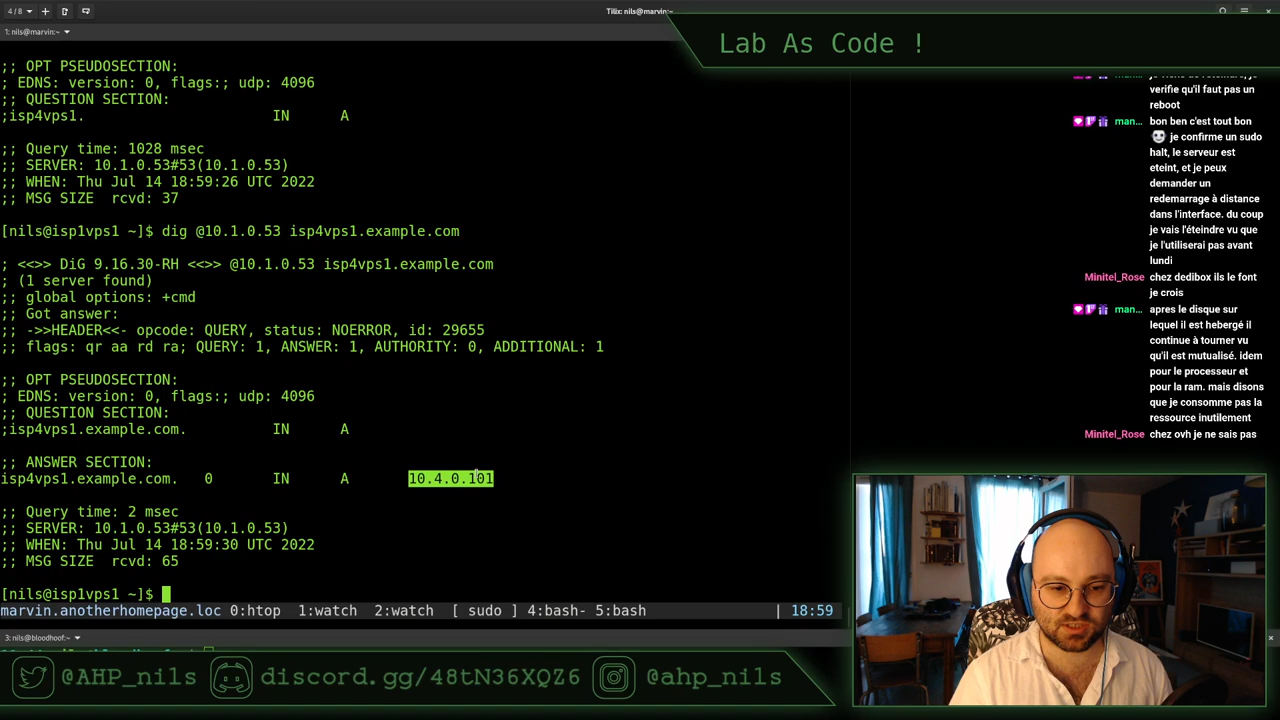 4 / 8
Tilix: nils@marvin:~
1: nils@marvin:~
Lab As Code !
;; OPT PSEUDOSECTION:
; EDNS: version: 0, flags:; udp: 4096
;; QUESTION SECTION:
;isp4vps1. IN A
;; Query time: 1028 msec
;; SERVER: 10.1.0.53#53(10.1.0.53)
;; WHEN: Thu Jul 14 18:59:26 UTC 2022
;; MSG SIZE rcvd: 37
[nils@isp1vps1 ~]$ dig @10.1.0.53 isp4vps1.example.com
; <<>> DiG 9.16.30-RH <<>> @10.1.0.53 isp4vps1.example.com
; (1 server found)
;; global options: +cmd
;; Got answer:
;; ->>HEADER<<- opcode: QUERY, status: NOERROR, id: 29655
;; flags: qr aa rd ra; QUERY: 1, ANSWER: 1, AUTHORITY: 0, ADDITIONAL: 1
;; OPT PSEUDOSECTION:
; EDNS: version: 0, flags:; udp: 4096
;; QUESTION SECTION:
;isp4vps1.example.com. IN A
;; ANSWER SECTION:
isp4vps1.example.com. 0 IN A 10.4.0.101
;; Query time: 2 msec
;; SERVER: 10.1.0.53#53(10.1.0.53)
;; WHEN: Thu Jul 14 18:59:30 UTC 2022
;; MSG SIZE rcvd: 65
[nils@isp1vps1 ~]$
marvin.anotherhomepage.loc 0:htop 1:watch 2:watch [ sudo ] 4:bash- 5:bash | 18:59
3: nils@bloodhoof:~
verifie qu'il faut pas un
reboot
man… bon ben c'est tout bon
je confirme un sudo
halt, le serveur est
eteint, et je peux
demander un
redemarrage à distance
dans l'interface. du coup
je vais l'éteindre vu que
je l'utiliserai pas avant
lundi
Minitel_Rose chez dedibox ils le font
je crois
man… apres le disque sur
lequel il est hebergé il
continue à tourner vu
qu'il est mutualisé. idem
pour le processeur et
pour la ram. mais disons
que je consomme pas la
ressource inutilement
Minitel_Rose chez ovh je ne sais pas
@AHP_nils discord.gg/48tN36XQZ6 @ahp_nils